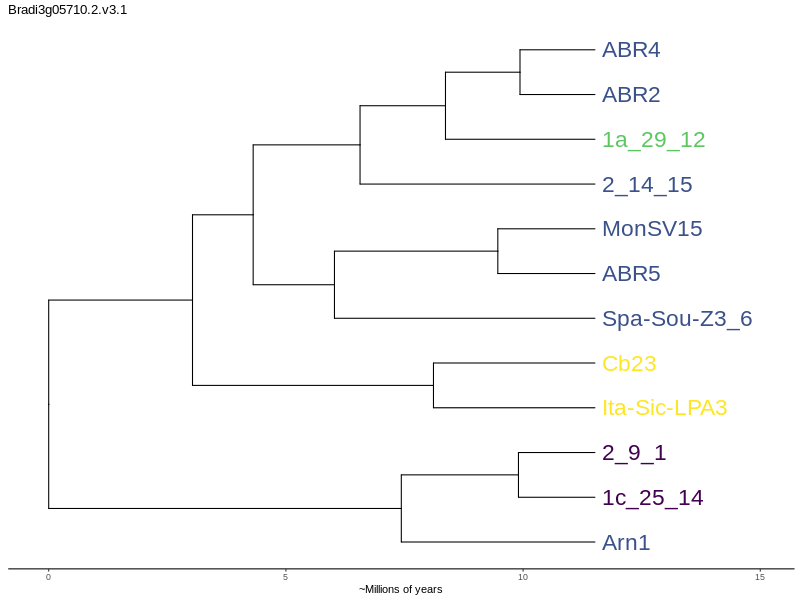 Bradi3g05710.2.v3.1
ABR4
ABR2
1a_29_12
2_14_15
MonSV15
ABR5
Spa-Sou-Z3_6
Cb23
Ita-Sic-LPA3
2_9_1
1c_25_14
Arn1
0 5 10 15
~Millions of years